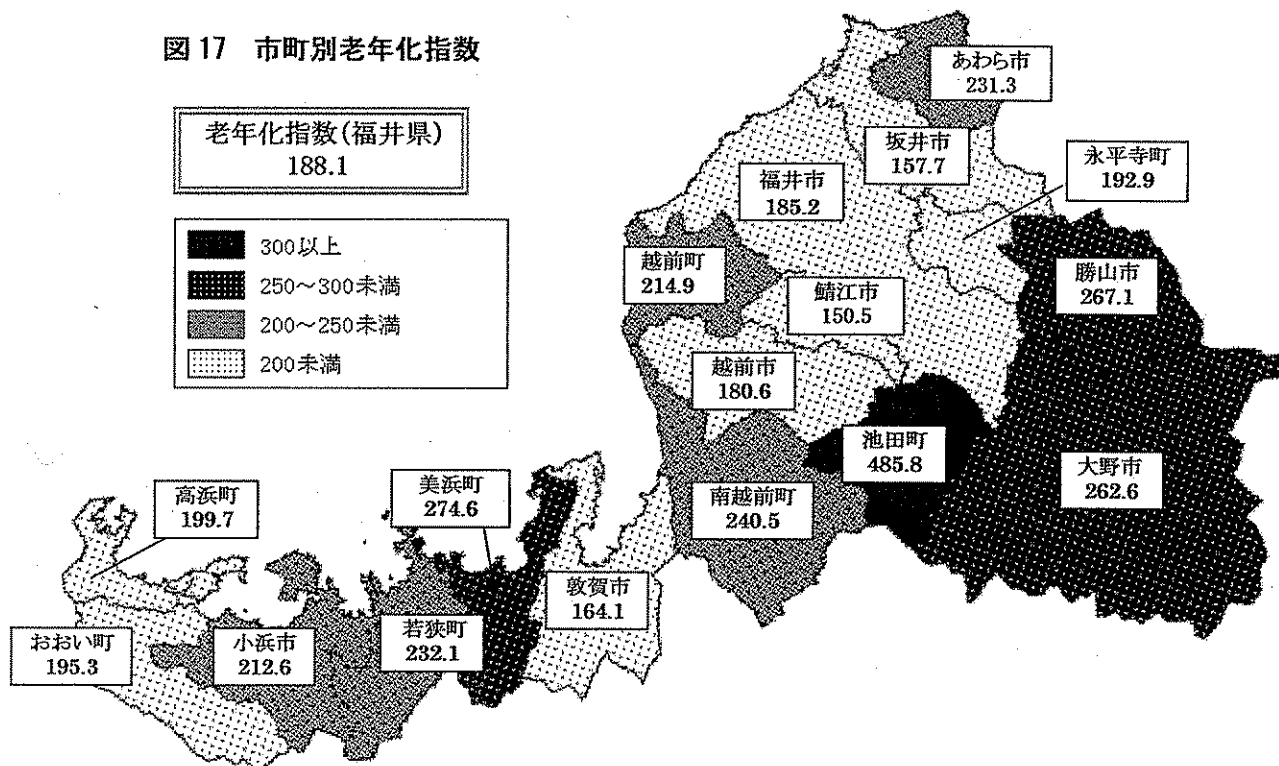 図 17 市町別老年化指数
老年化指数(福井県)
188.1
300以上
250～300未満
200～250未満
200未満
あわら市
231.3
坂井市
157.7
永平寺町
192.9
福井市
185.2
越前町
214.9
鯖江市
150.5
勝山市
267.1
越前市
180.6
池田町
485.8
大野市
262.6
南越前町
240.5
美浜町
274.6
高浜町
199.7
敦賀市
164.1
おおい町
195.3
小浜市
212.6
若狭町
232.1